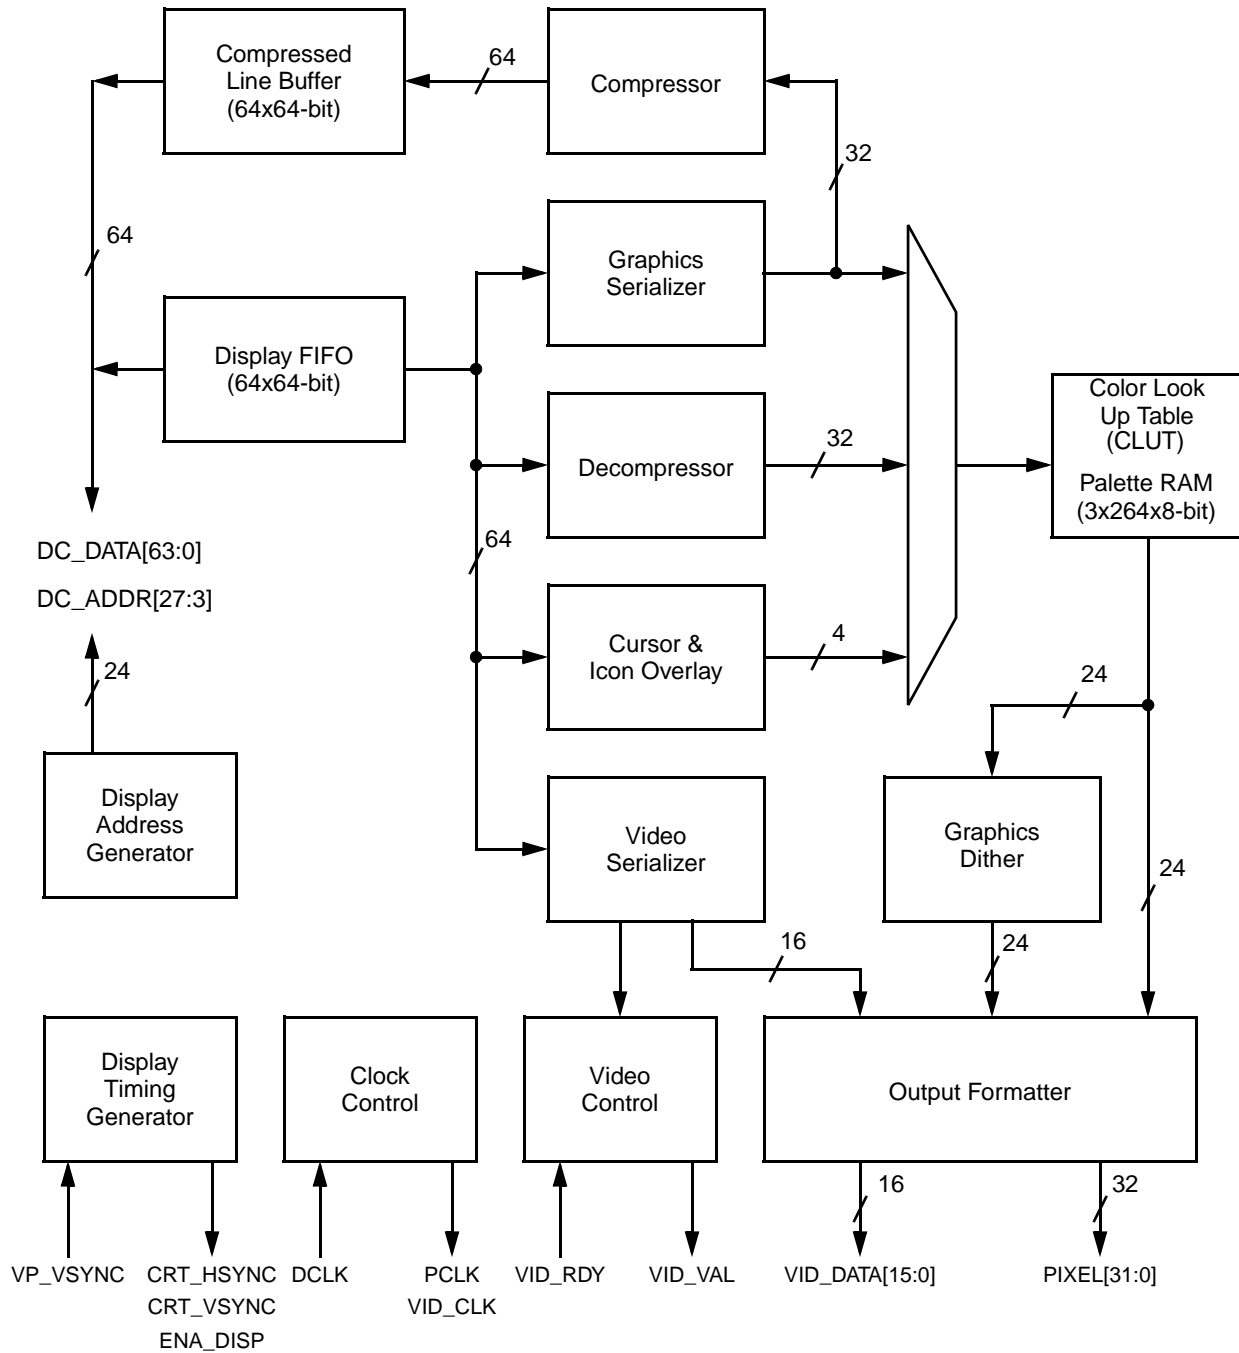 Compressed
Line Buffer
(64x64-bit)
64
Compressor
32
64
Graphics
Serializer
Display FIFO
(64x64-bit)
Color Look
Up Table
(CLUT)
Palette RAM
(3x264x8-bit)
Decompressor
32
64
DC_DATA[63:0]
DC_ADDR[27:3]
24
Cursor &
Icon Overlay
4
24
Display
Address
Generator
Video
Serializer
Graphics
Dither
24
16
24
Display
Timing
Generator
Clock
Control
Video
Control
Output Formatter
16
32
VP_VSYNC
CRT_HSYNC
CRT_VSYNC
ENA_DISP
DCLK
PCLK
VID_CLK
VID_RDY
VID_VAL
VID_DATA[15:0]
PIXEL[31:0]